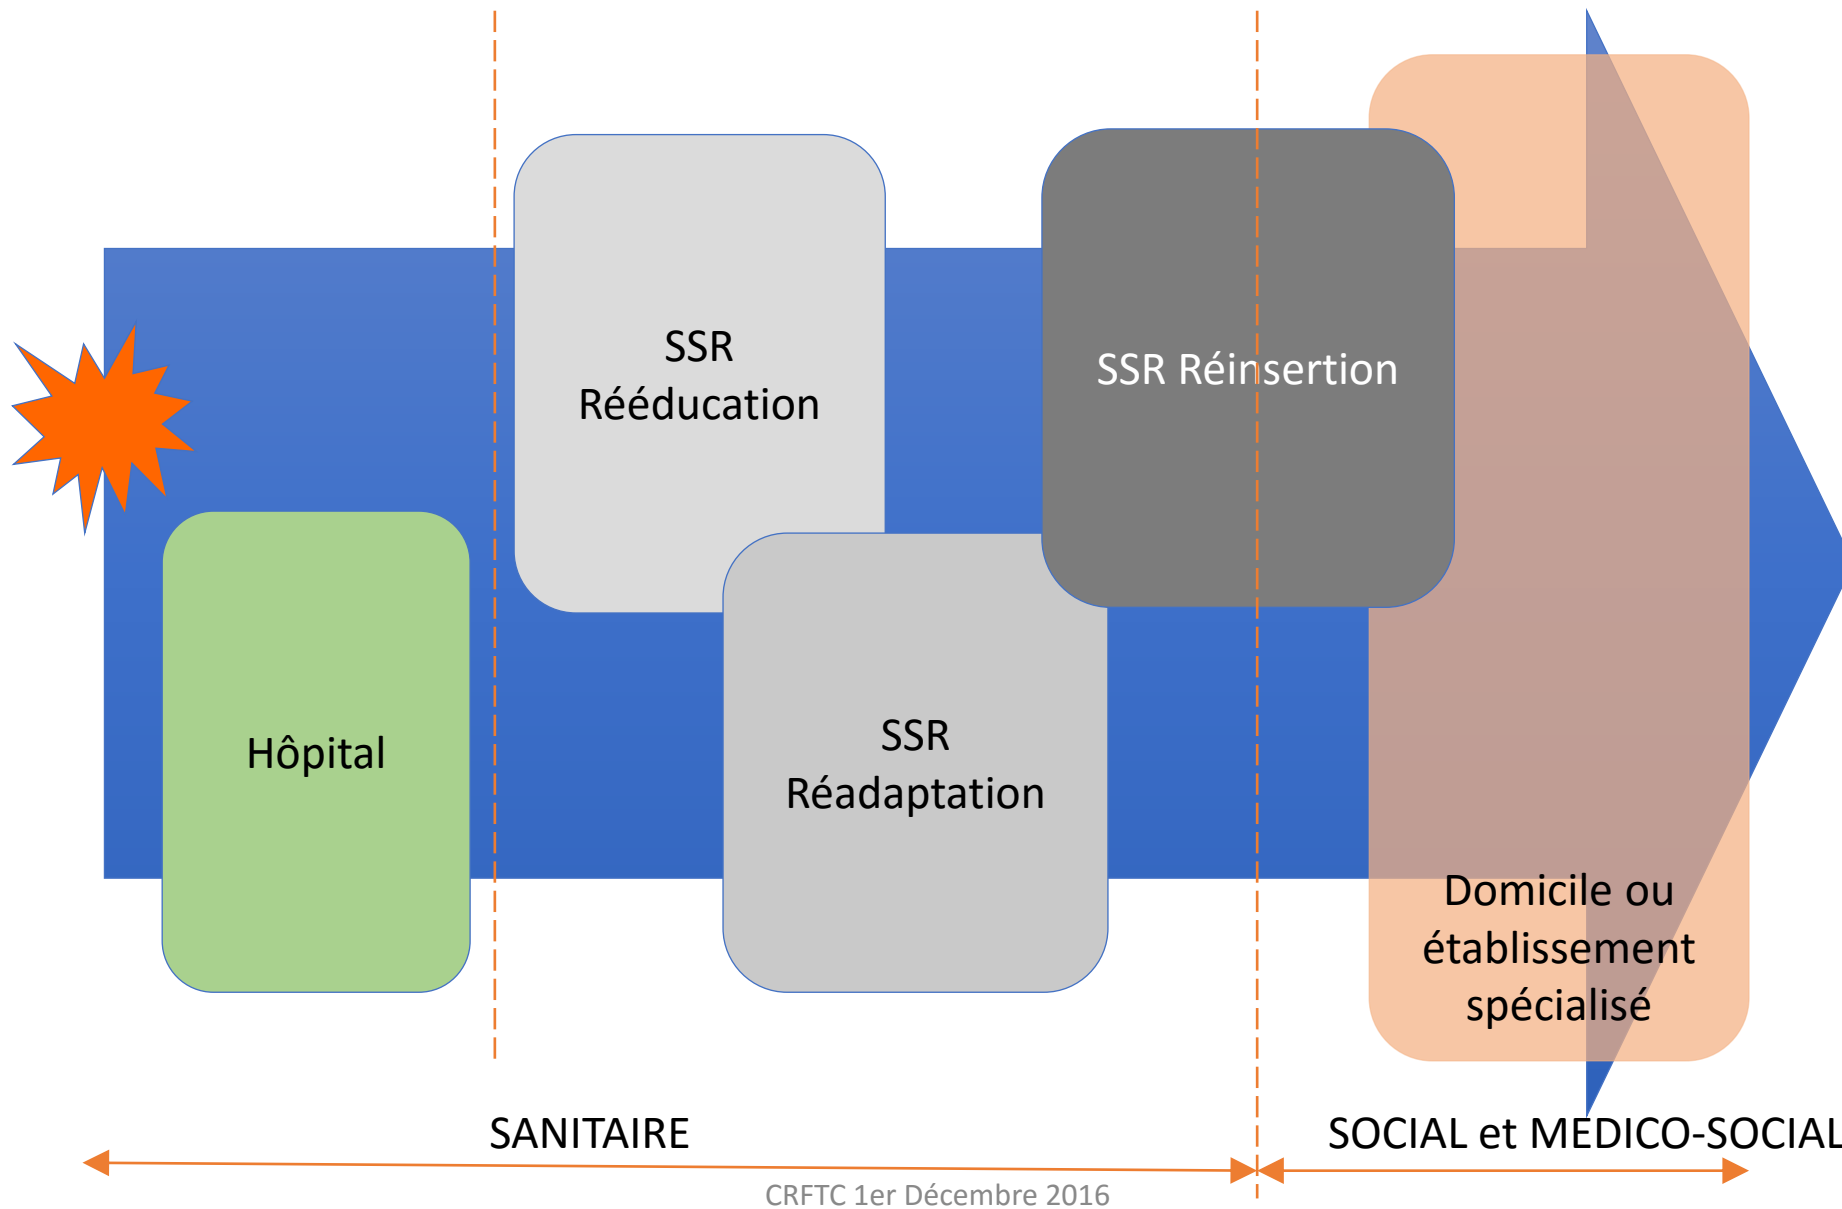 SSR
Rééducation
SSR Réinsertion
Hôpital
SSR
Réadaptation
Domicile ou
établissement
spécialisé
SANITAIRE
SOCIAL et MEDICO-SOCIAL
CRFTC 1er Décembre 2016